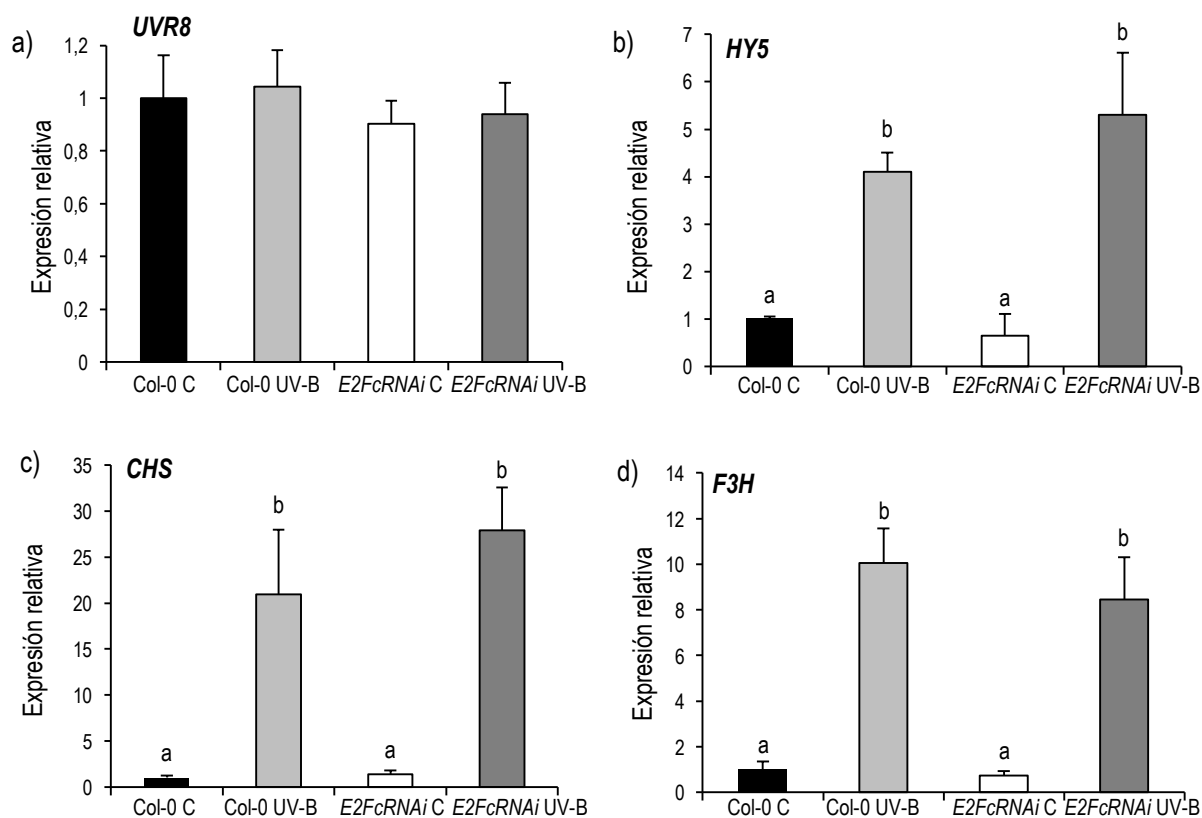 a)
UVR8
Expresión relativa
1,2
1
0,8
0,6
0,4
0,2
0
Col-0 C
Col-0 UV-B
E2FcRNAi C
E2FcRNAi UV-B
b)
HY5
Expresión relativa
7
6
5
4
3
2
1
0
a
b
a
b
Col-0 C
Col-0 UV-B
E2FcRNAi C
E2FcRNAi UV-B
c)
CHS
Expresión relativa
35
30
25
20
15
10
5
0
a
b
a
b
Col-0 C
Col-0 UV-B
E2FcRNAi C
E2FcRNAi UV-B
d)
F3H
Expresión relativa
14
12
10
8
6
4
2
0
a
b
a
b
Col-0 C
Col-0 UV-B
E2FcRNAi C
E2FcRNAi UV-B